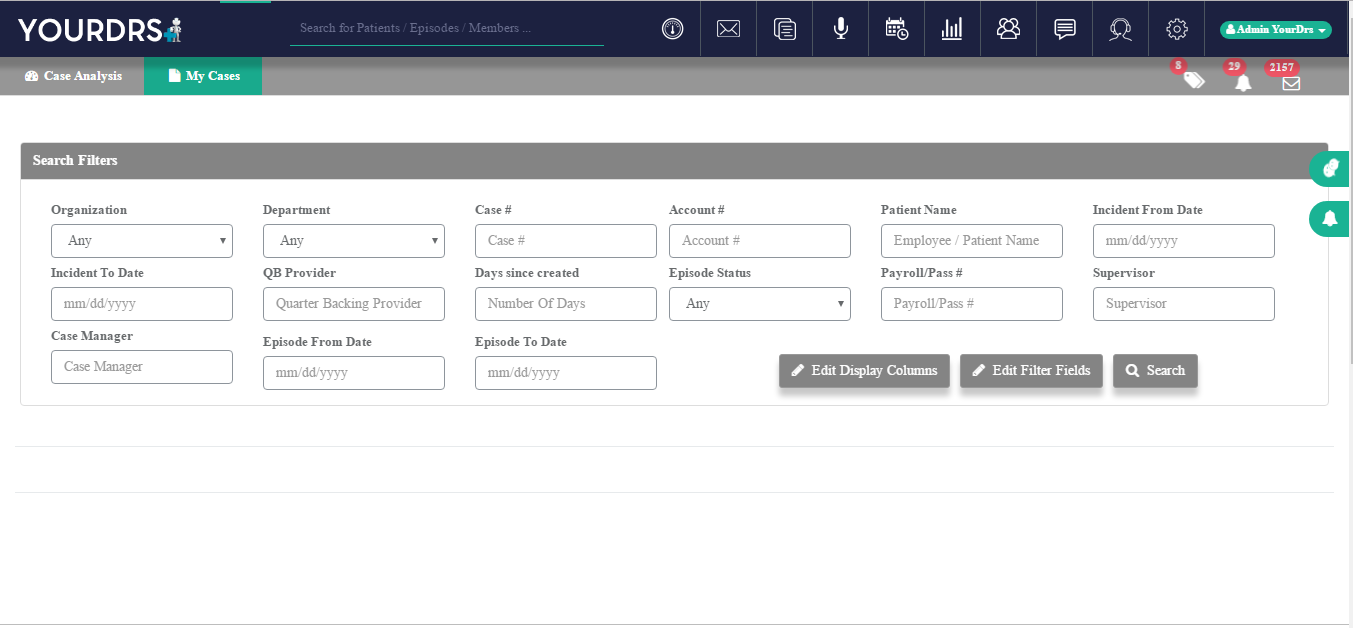 YOURDRS
Search for Patients / Episodes / Members ...
Admin YourDrs
Case Analysis
My Cases
8
29
2157
Search Filters
Organization Department Case # Account # Patient Name Incident From Date
Any Any Case # Account # Employee / Patient Name mm/dd/yyyy
Incident To Date QB Provider Days since created Episode Status Payroll/Pass # Supervisor
mm/dd/yyyy Quarter Backing Provider Number Of Days Any Payroll/Pass # Supervisor
Case Manager Episode From Date Episode To Date
Case Manager mm/dd/yyyy mm/dd/yyyy
Edit Display Columns Edit Filter Fields Search